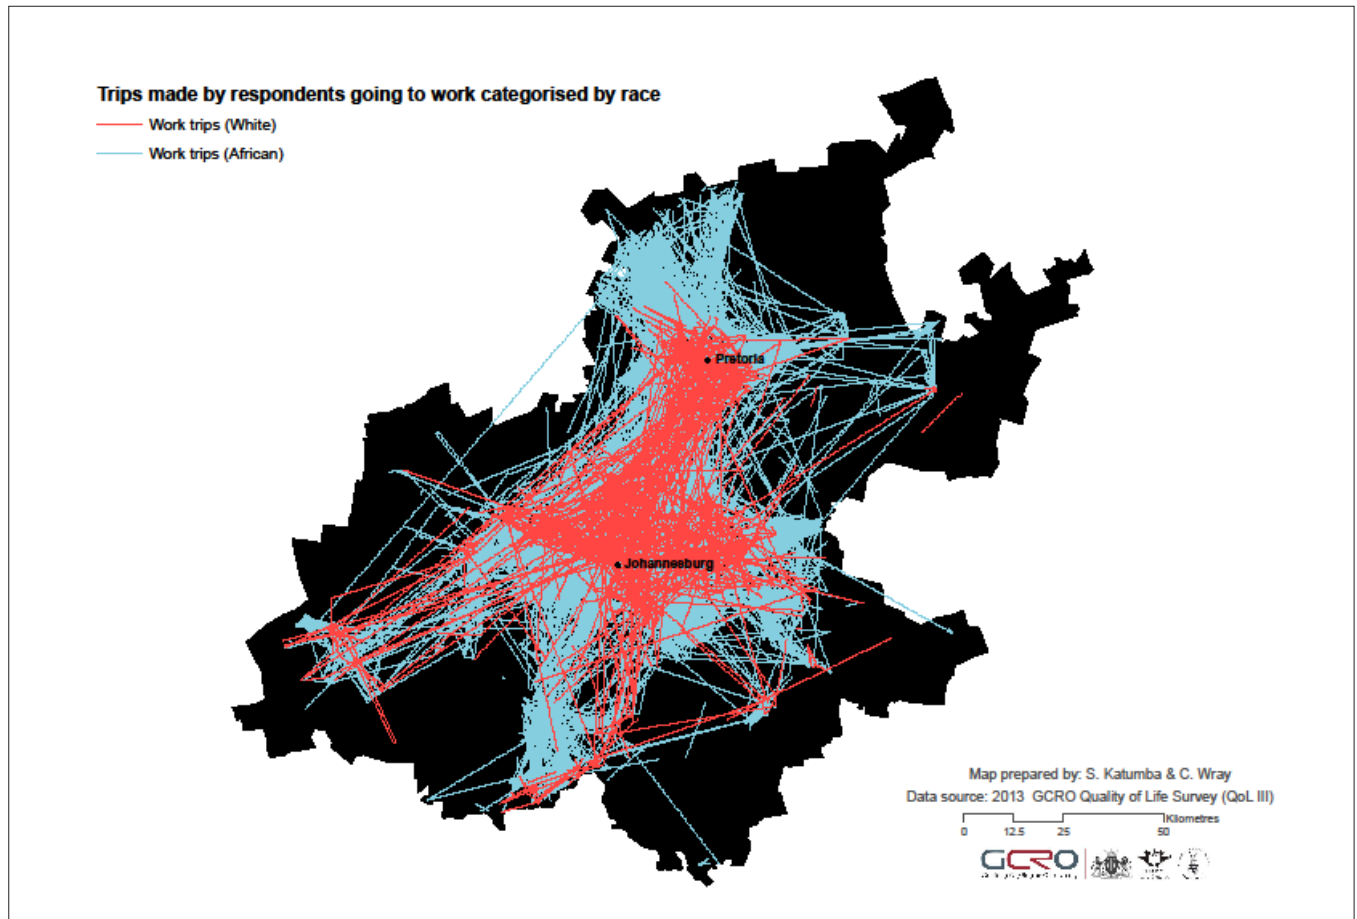 Trips made by respondents going to work categorised by race
Work trips (White)
Work trips (African)
Pretoria
Johannesburg
Map prepared by: S. Katumba & C. Wray
Data source: 2013 GCRO Quality of Life Survey (QoL III)
Kilometres
0 12.5 25 50
GCRO